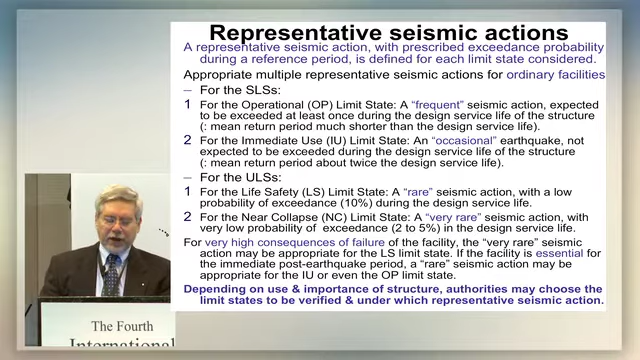 Representative seismic actions
A representative seismic action, with prescribed exceedance probability
during a reference period, is defined for each limit state considered.
Appropriate multiple representative seismic actions for ordinary facilities
– For the SLSs:
1 For the Operational (OP) Limit State: A “frequent” seismic action, expected
to be exceeded at least once during the design service life of the structure
(: mean return period much shorter than the design service life).
2 For the Immediate Use (IU) Limit State: An “occasional” earthquake, not
expected to be exceeded during the design service life of the structure
(: mean return period about twice the design service life).
– For the ULSs:
1 For the Life Safety (LS) Limit State: A “rare” seismic action, with a low
probability of exceedance (10%) during the design service life.
2 For the Near Collapse (NC) Limit State: A “very rare” seismic action, with
very low probability of exceedance (2 to 5%) in the design service life.
For very high consequences of failure of the facility, the “very rare” seismic
action may be appropriate for the LS limit state. If the facility is essential for
the immediate post-earthquake period, a “rare” seismic action may be
appropriate for the IU or even the OP limit state.
Depending on use & importance of structure, authorities may choose the
limit states to be verified & under which representative seismic action.
The Fourth
International